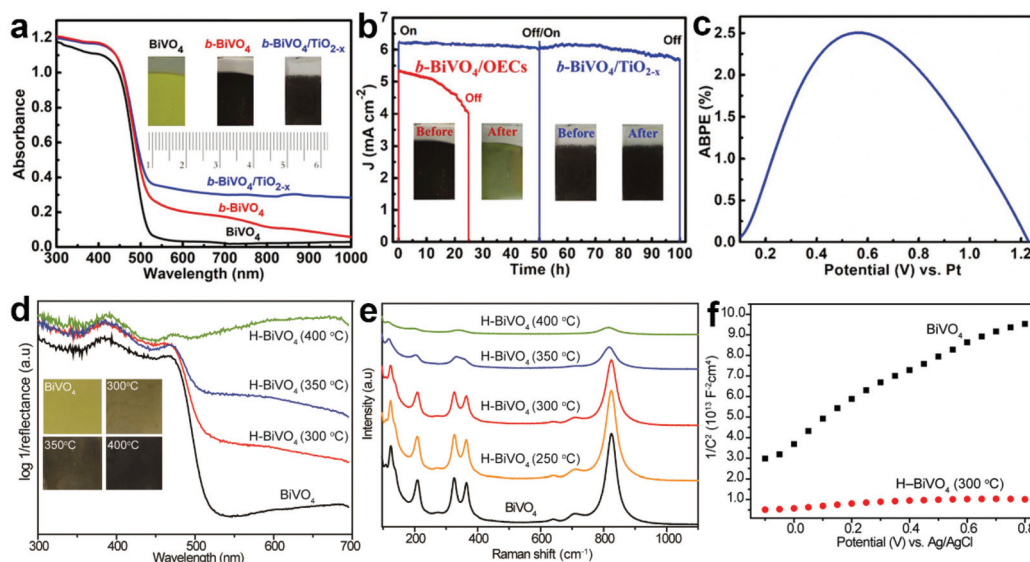 a
BiVO4
b-BiVO4
b-BiVO4/TiO2-x
1 2 3 4 5 6
b-BiVO4/TiO2-x
b-BiVO4
BiVO4
Absorbance
1.2
1.0
0.8
0.6
0.4
0.2
0.0
300 400 500 600 700 800 900 1000
Wavelength (nm)
b
On
Off/On
Off
b-BiVO4/OECs
b-BiVO4/TiO2-x
Off
Before
After
Before
After
J (mA cm-2)
7
6
5
4
3
2
1
0
0 10 20 30 40 50 60 70 80 90 100
Time (h)
c
ABPE (%)
2.5
2.0
1.5
1.0
0.5
0.0
0.2 0.4 0.6 0.8 1.0 1.2
Potential (V) vs. Pt
d
H-BiVO4 (400 °C)
H-BiVO4 (350 °C)
H-BiVO4 (300 °C)
BiVO4
BiVO4
300°C
350°C
400°C
log 1/reflectance (a.u)
300 400 500 600 700
Wavelength (nm)
e
H-BiVO4 (400 °C)
H-BiVO4 (350 °C)
H-BiVO4 (300 °C)
H-BiVO4 (250 °C)
BiVO4
Intensity (a.u)
200 400 600 800 1000
Raman shift (cm-1)
f
BiVO4
H–BiVO4 (300 °C)
1/C2 (1013 F-2cm4)
9.0
8.0
7.0
6.0
5.0
4.0
3.0
2.0
1.0
0.0 0.2 0.4 0.6 0.8
Potential (V) vs. Ag/AgCl